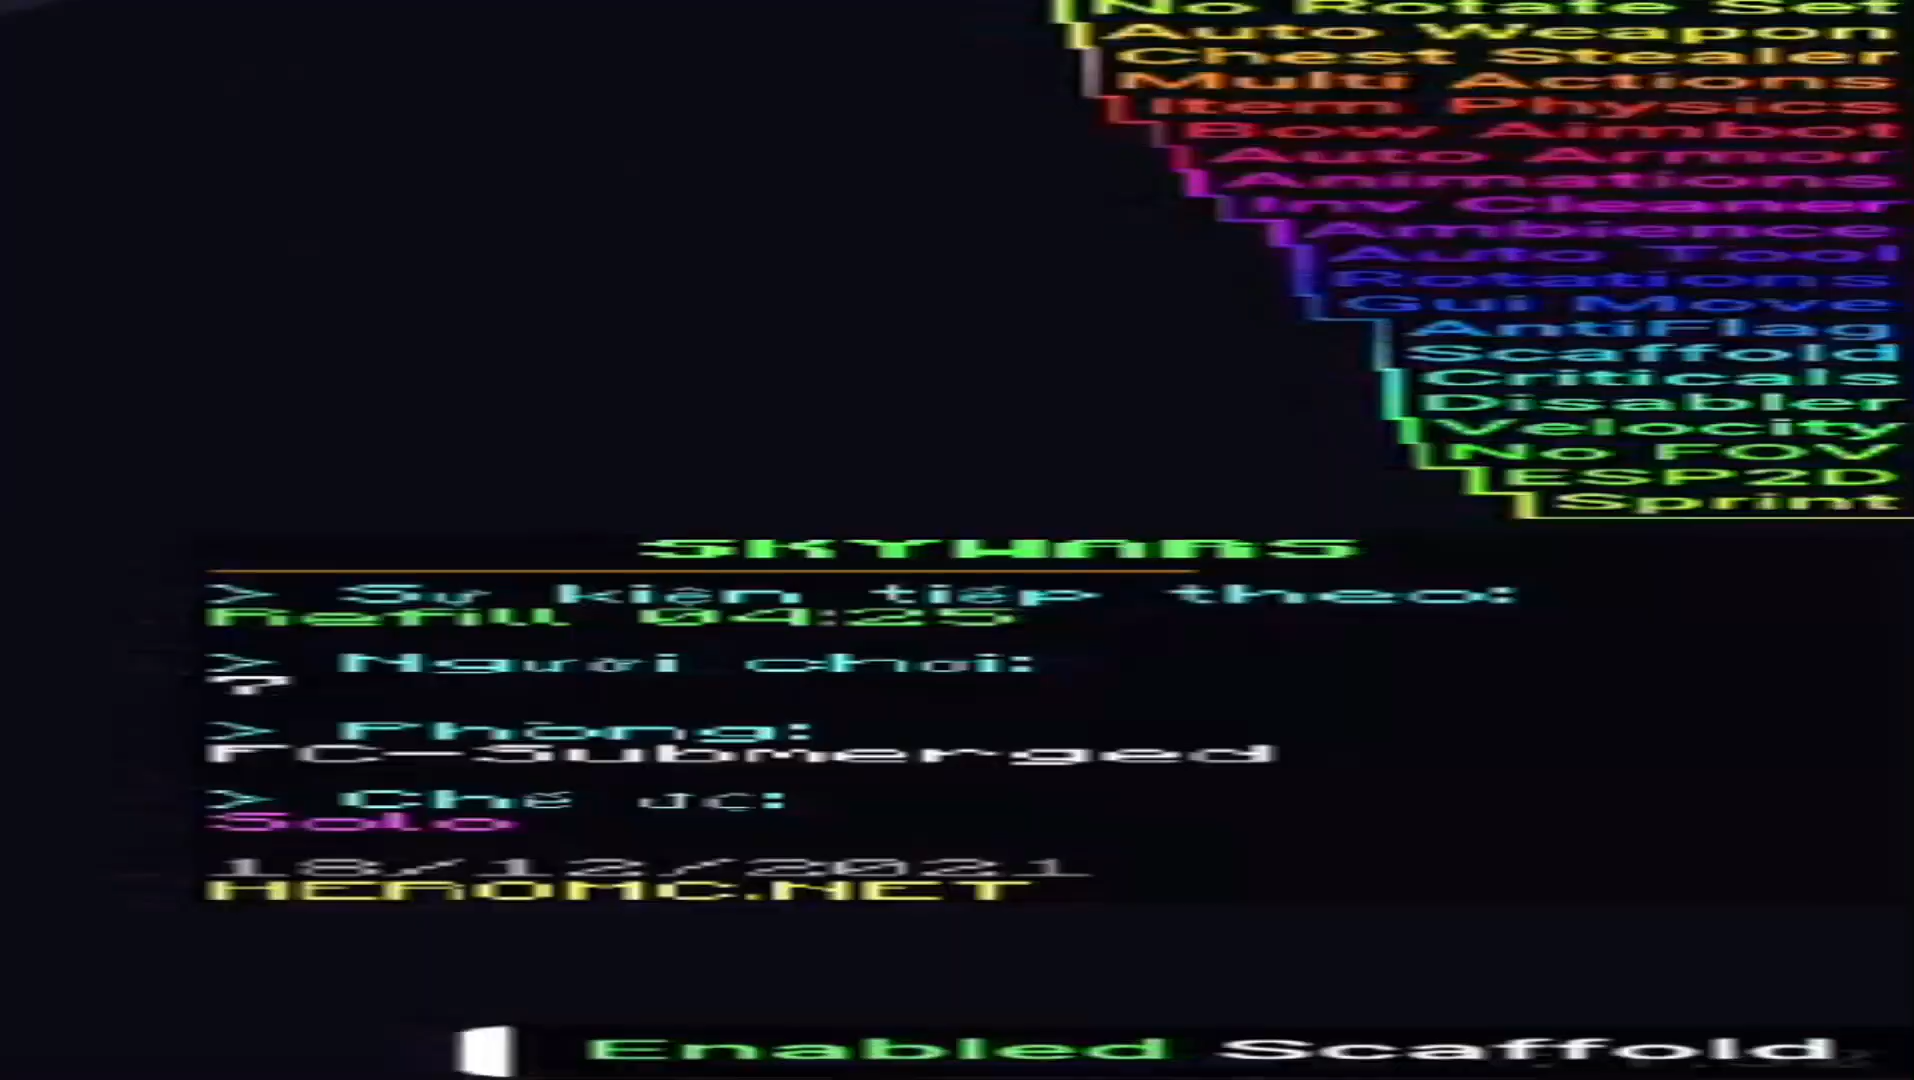 No Rotate Set
Auto Weapon
Chest Stealer
Multi Actions
Item Physics
Bow Aimbot
Auto Armor
Animations
Inv Cleaner
Ambience
Auto Tool
Rotations
Gui Move
AntiFlag
Scaffold
Criticals
Disabler
Velocity
No FOV
ESP2D
Sprint
SKYWARS
> Sự kiện tiếp theo:
Refill 04:25
> Người chơi:
?
> Phòng:
FC-Submerged
> Chế
Solo
18/12/2021
HEROMC.NET
Enabled Scaffold